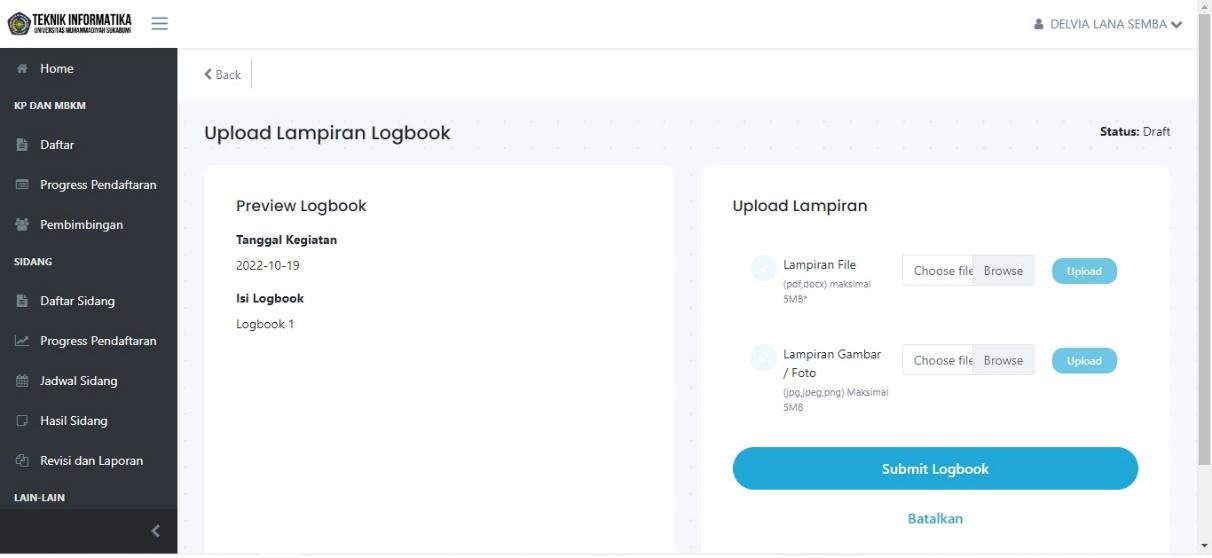 TEKNIK INFORMATIKA
UNIVERSITAS MUHAMMADIYAH SUKABUMI
DELVIA LANA SEMBA
Home
Back
KP DAN MBKM
Daftar
Progress Pendaftaran
Pembimbingan
SIDANG
Daftar Sidang
Progress Pendaftaran
Jadwal Sidang
Hasil Sidang
Revisi dan Laporan
LAIN-LAIN
Upload Lampiran Logbook
Status: Draft
Preview Logbook
Tanggal Kegiatan
2022-10-19
Isi Logbook
Logbook 1
Upload Lampiran
Lampiran File
(pdf,docx) maksimal
5MB*
Choose file Browse Upload
Lampiran Gambar
/ Foto
(jpg,jpeg,png) Maksimal
5MB
Choose file Browse Upload
Submit Logbook
Batalkan